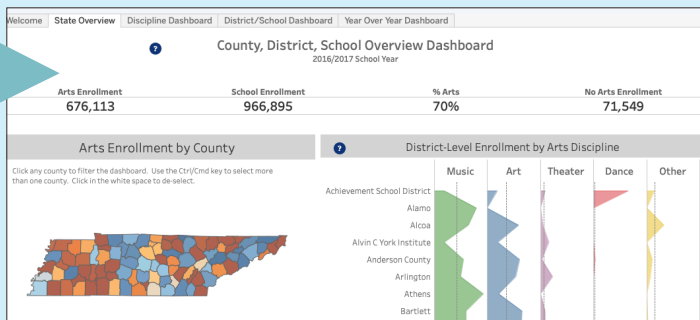 Welcome State Overview Discipline Dashboard District/School Dashboard Year Over Year Dashboard
? County, District, School Overview Dashboard
2016/2017 School Year
Arts Enrollment School Enrollment % Arts No Arts Enrollment
676,113 966,895 70% 71,549
Arts Enrollment by County ? District-Level Enrollment by Arts Discipline
Click any county to filter the dashboard. Use the Ctrl/Cmd key to select more
than one county. Click in the white space to de-select.
Music Art Theater Dance Other
Achievement School District
Alamo
Alcoa
Alvin C York Institute
Anderson County
Arlington
Athens
Bartlett